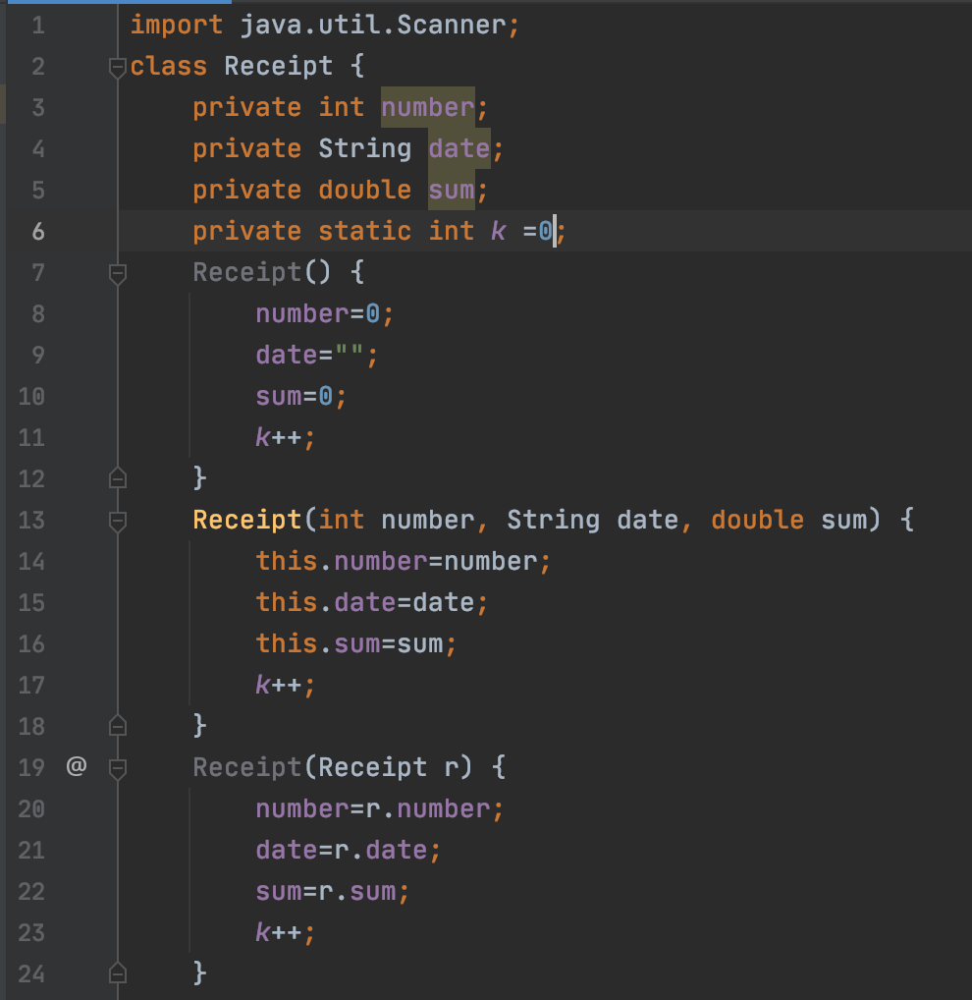 1 import java.util.Scanner;
2 class Receipt {
3 private int number;
4 private String date;
5 private double sum;
6 private static int k =0;
7 Receipt() {
8 number=0;
9 date="";
10 sum=0;
11 k++;
12 }
13 Receipt(int number, String date, double sum) {
14 this.number=number;
15 this.date=date;
16 this.sum=sum;
17 k++;
18 }
19 @ Receipt(Receipt r) {
20 number=r.number;
21 date=r.date;
22 sum=r.sum;
23 k++;
24 }